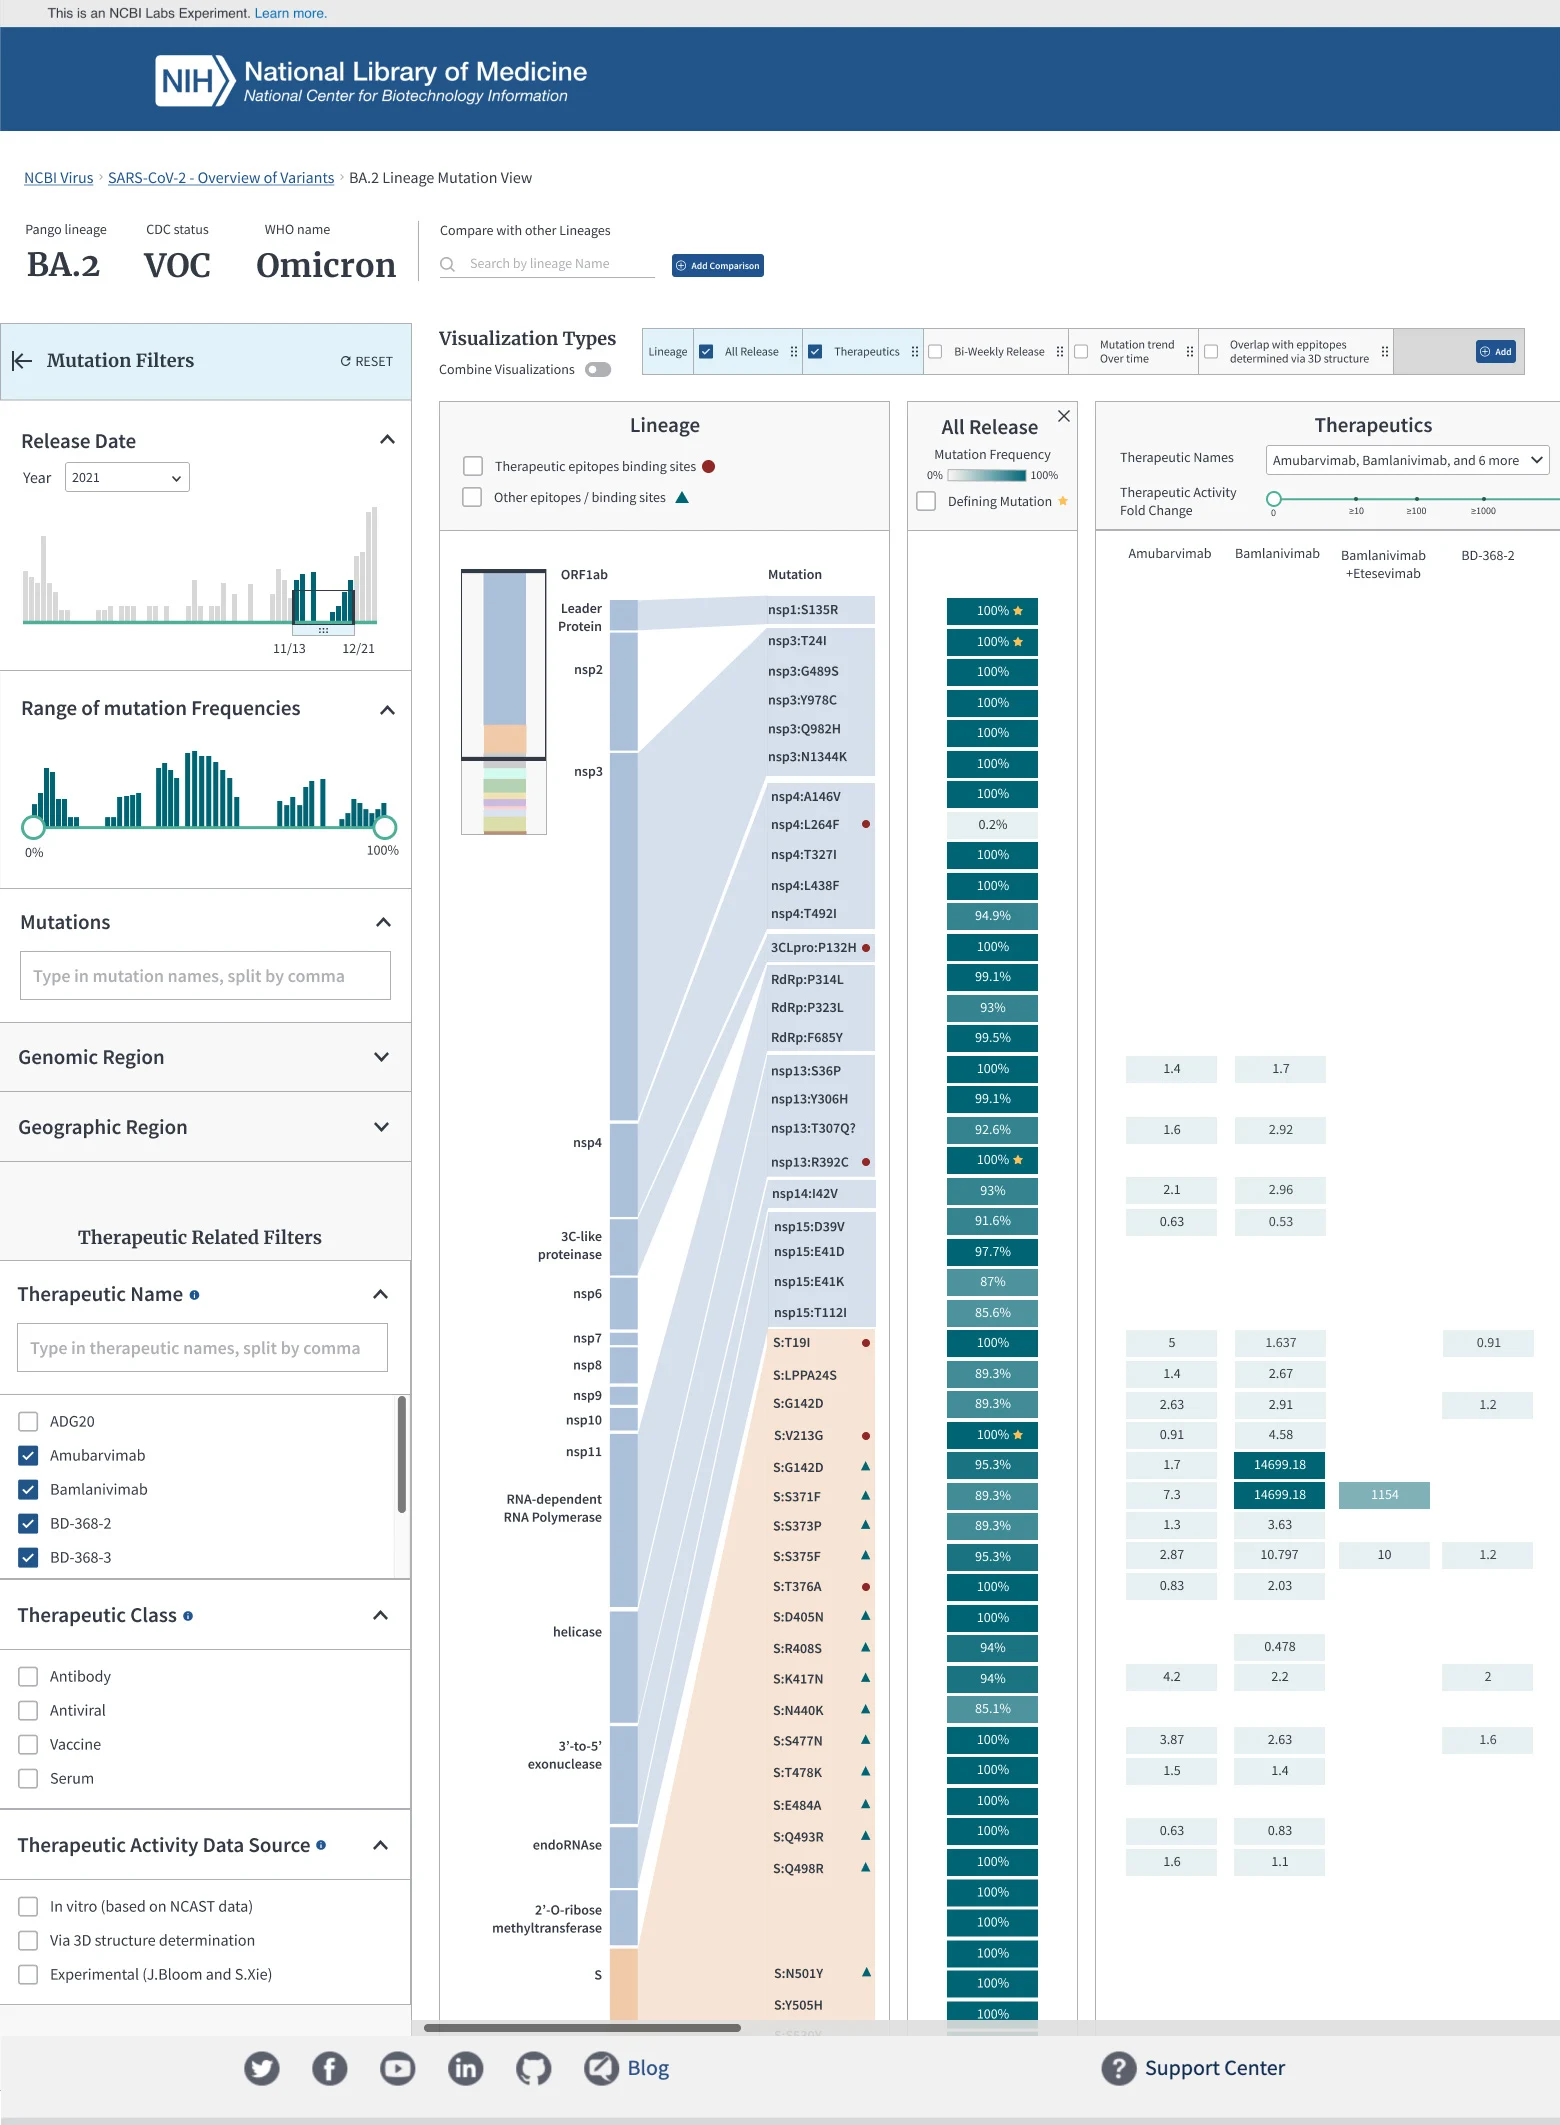 This is an NCBI Labs Experiment. Learn more.
NIH National Library of Medicine
National Center for Biotechnology Information
NCBI Virus › SARS-CoV-2 - Overview of Variants › BA.2 Lineage Mutation View
Pango lineage
BA.2
CDC status
VOC
WHO name
Omicron
Compare with other Lineages
Search by lineage Name
Add Comparison
Mutation Filters
RESET
Release Date
Year
2021
11/13
12/21
Range of mutation Frequencies
0%
100%
Mutations
Type in mutation names, split by comma
Genomic Region
Geographic Region
Therapeutic Related Filters
Therapeutic Name
Type in therapeutic names, split by comma
ADG20
Amubarvimab
Bamlanivimab
BD-368-2
BD-368-3
Therapeutic Class
Antibody
Antiviral
Vaccine
Serum
Therapeutic Activity Data Source
In vitro (based on NCAST data)
Via 3D structure determination
Experimental (J.Bloom and S.Xie)
Visualization Types
Combine Visualizations
Lineage
All Release
Therapeutics
Bi-Weekly Release
Mutation trend
Over time
Overlap with eppitopes
determined via 3D structure
Add
Lineage
Therapeutic epitopes binding sites
Other epitopes / binding sites
ORF1ab
Leader
Protein
nsp2
nsp3
nsp4
3C-like
proteinase
nsp6
nsp7
nsp8
nsp9
nsp10
nsp11
RNA-dependent
RNA Polymerase
helicase
3’-to-5’
exonuclease
endoRNAse
2’-O-ribose
methyltransferase
S
Mutation
nsp1:S135R
nsp3:T24I
nsp3:G489S
nsp3:Y978C
nsp3:Q982H
nsp3:N1344K
nsp4:A146V
nsp4:L264F
nsp4:T327I
nsp4:L438F
nsp4:T492I
3CLpro:P132H
RdRp:P314L
RdRp:P323L
RdRp:F685Y
nsp13:S36P
nsp13:Y306H
nsp13:T307Q?
nsp13:R392C
nsp14:I42V
nsp15:D39V
nsp15:E41D
nsp15:E41K
nsp15:T112I
S:T19I
S:LPPA24S
S:G142D
S:V213G
S:G142D
S:S371F
S:S373P
S:S375F
S:T376A
S:D405N
S:R408S
S:K417N
S:N440K
S:S477N
S:T478K
S:E484A
S:Q493R
S:Q498R
S:N501Y
S:Y505H
All Release
Mutation Frequency
0%
100%
Defining Mutation
100%
100%
100%
100%
100%
100%
100%
0.2%
100%
100%
94.9%
100%
99.1%
93%
99.5%
100%
99.1%
92.6%
100%
93%
91.6%
97.7%
87%
85.6%
100%
89.3%
89.3%
100%
95.3%
89.3%
89.3%
95.3%
100%
100%
94%
94%
85.1%
100%
100%
100%
100%
100%
100%
100%
100%
100%
100%
Therapeutics
Therapeutic Names
Amubarvimab, Bamlanivimab, and 6 more
Therapeutic Activity
Fold Change
0
≥10
≥100
≥1000
Amubarvimab
Bamlanivimab
Bamlanivimab
+Etesevimab
BD-368-2
1.4 1.7
1.6 2.92
2.1 2.96
0.63 0.53
5 1.637 0.91
1.4 2.67
2.63 2.91 1.2
0.91 4.58
1.7 14699.18
7.3 14699.18 1154
1.3 3.63
2.87 10.797 10 1.2
0.83 2.03
0.478
4.2 2.2 2
3.87 2.63 1.6
1.5 1.4
0.63 0.83
1.6 1.1
Blog
Support Center